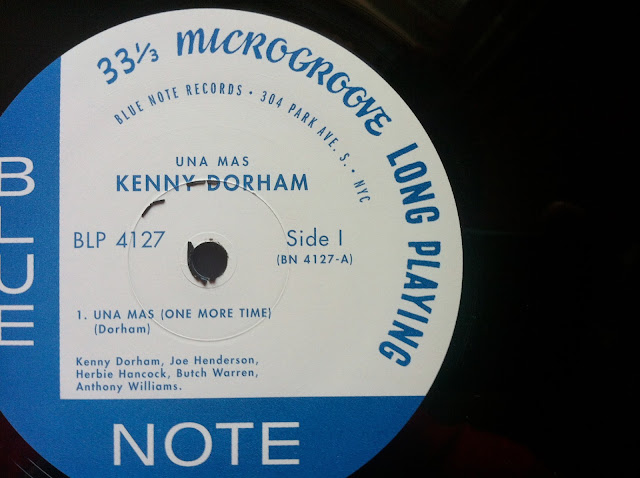 33⅓ MICROGROOVE LONG PLAYING
BLUE NOTE RECORDS • 304 PARK AVE. S. • NYC
UNA MAS
KENNY DORHAM
BLP 4127
Side I
(BN 4127-A)
1. UNA MAS (ONE MORE TIME)
(Dorham)
Kenny Dorham, Joe Henderson,
Herbie Hancock, Butch Warren,
Anthony Williams.
BLUE
NOTE